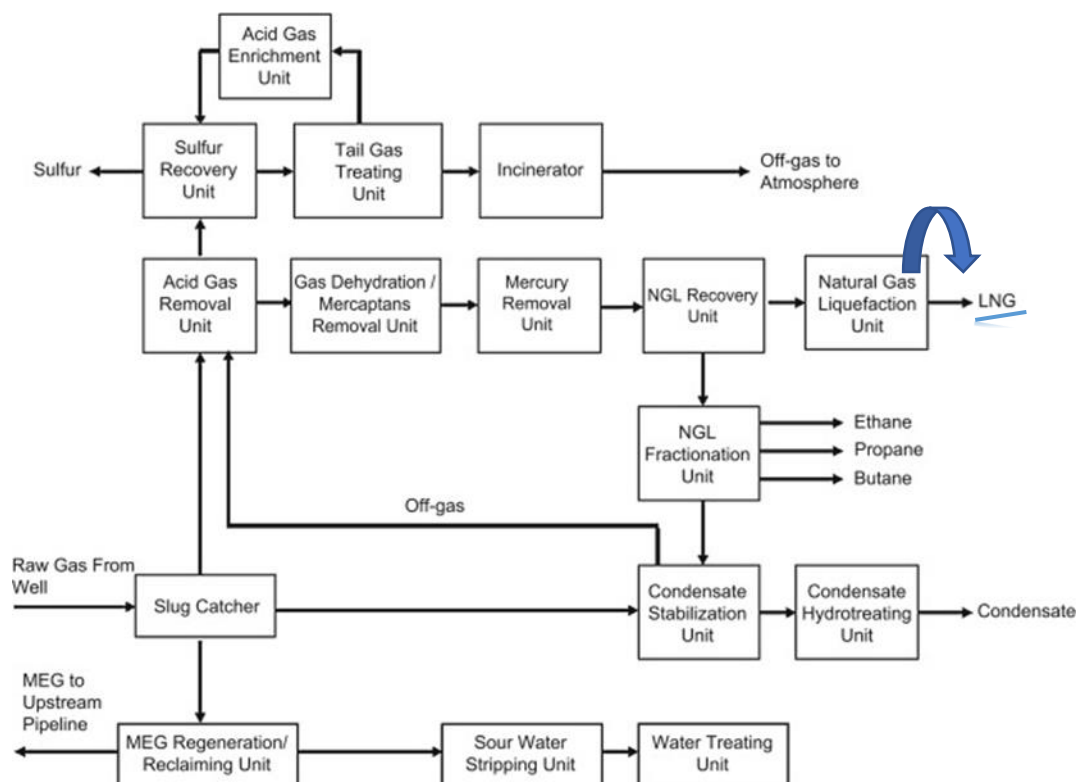 Acid Gas
Enrichment
Unit
Sulfur
Sulfur
Recovery
Unit
Tail Gas
Treating
Unit
Incinerator
Off-gas to
Atmosphere
Acid Gas
Removal
Unit
Gas Dehydration /
Mercaptans
Removal Unit
Mercury
Removal
Unit
NGL Recovery
Unit
Natural Gas
Liquefaction
Unit
LNG
NGL
Fractionation
Unit
Ethane
Propane
Butane
Off-gas
Raw Gas From
Well
Slug Catcher
Condensate
Stabilization
Unit
Condensate
Hydrotreating
Unit
Condensate
MEG to
Upstream
Pipeline
MEG Regeneration/
Reclaiming Unit
Sour Water
Stripping Unit
Water Treating
Unit